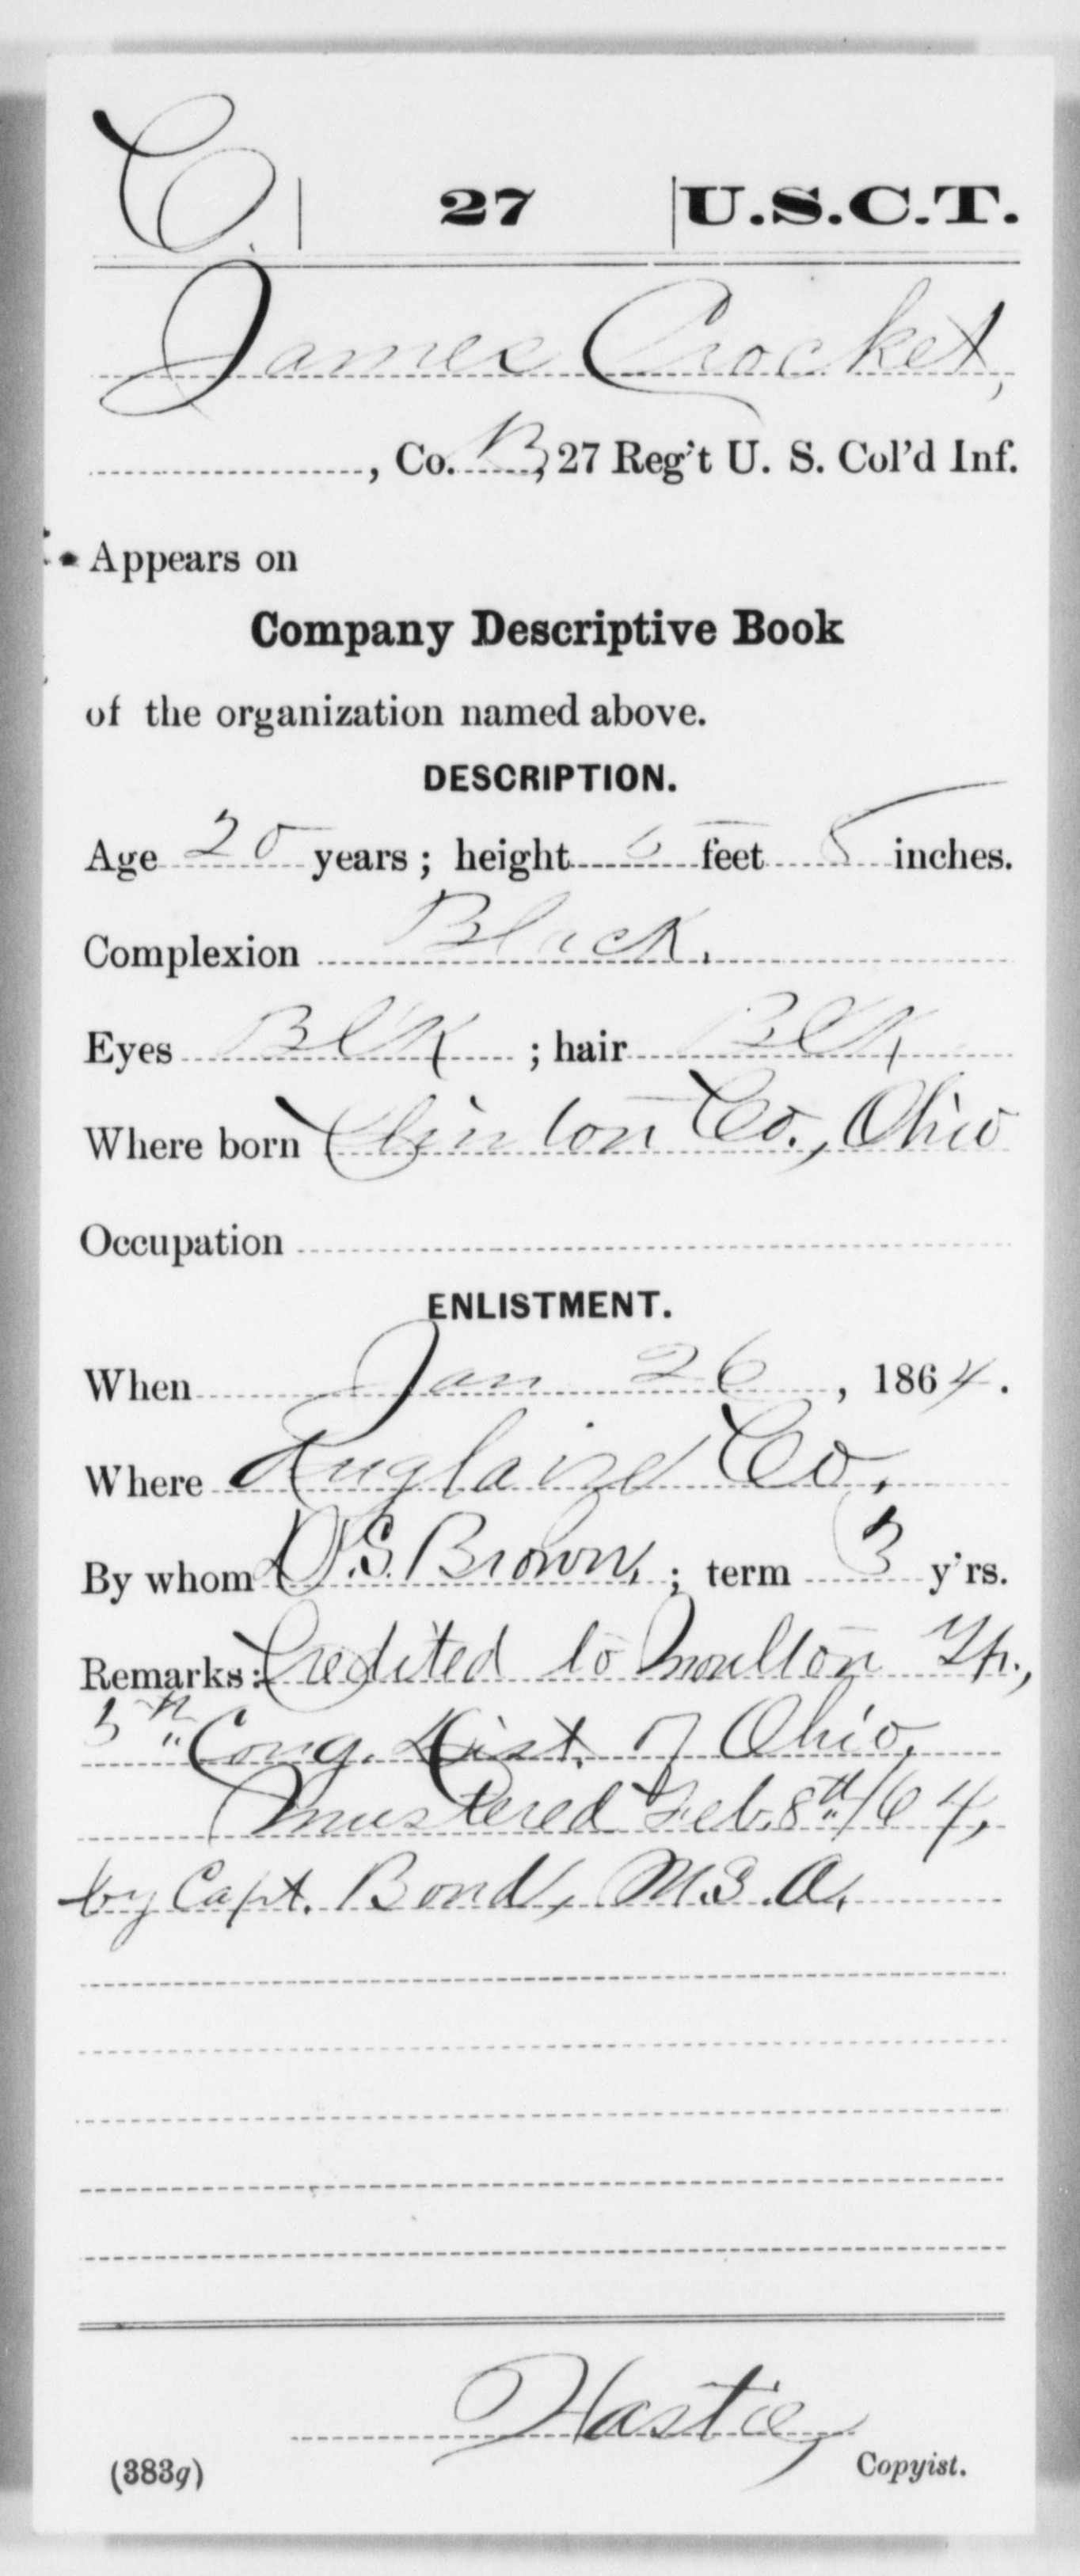 C | 27 | U.S.C.T.
James Crocket,
, Co. B, 27 Reg't U. S. Col'd Inf.
Appears on
Company Descriptive Book
of the organization named above.
DESCRIPTION.
Age 20 years; height 5 feet 5 inches.
Complexion Black.
Eyes Blk ; hair Blk
Where born Clinton Co., Ohio
Occupation
ENLISTMENT.
When Jan 26, 1864.
Where Auglaize Co.
By whom D.S. Brown. ; term 3 y'rs.
Remarks: Credited to Moulton Tp.,
5th Cong. Dist. of Ohio.
Mustered Feb. 8th/64,
by Capt. Bond, U.S.A.
Hastie
Copyist.
(383g)